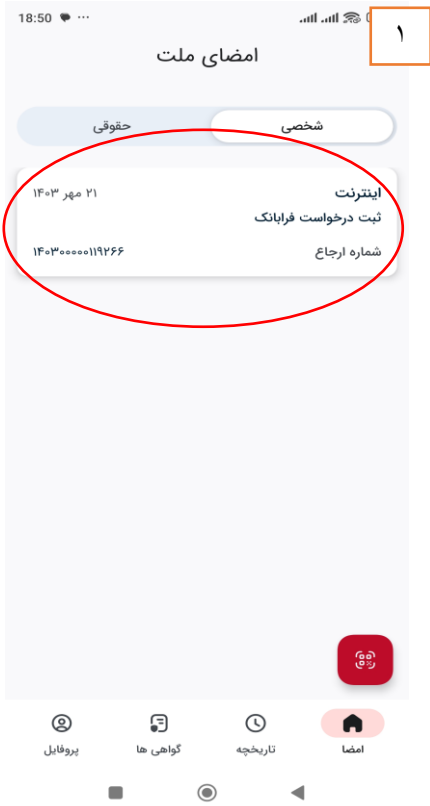 18:50
۱
امضای ملت
شخصی
حقوقی
اینترنت
۲۱ مهر ۱۴۰۳
ثبت درخواست فرابانک
شماره ارجاع
۱۴۰۳۰۰۰۰۰۱۱۹۲۶۶
امضا
تاریخچه
گواهی ها
پروفایل